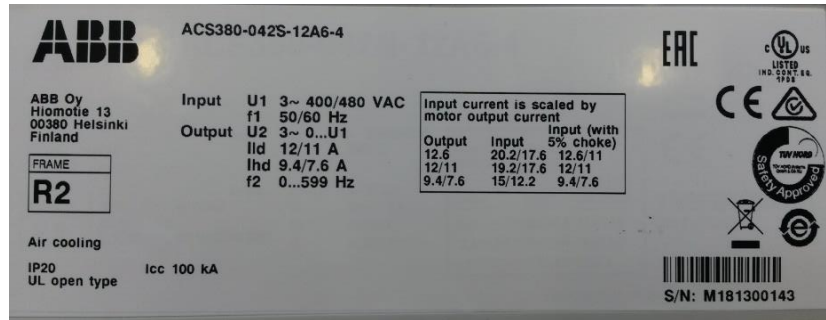 ABB
ACS380-042S-12A6-4
ABB Oy
Hiomotie 13
00380 Helsinki
Finland
FRAME
R2
Air cooling
IP20
UL open type
Icc 100 kA
Input U1 3~ 400/480 VAC
f1 50/60 Hz
Output U2 3~ 0...U1
Ild 12/11 A
Ihd 9.4/7.6 A
f2 0...599 Hz
Input current is scaled by
motor output current
Output Input Input (with 5% choke)
12.6 20.2/17.6 12.6/11
12/11 19.2/17.6 12/11
9.4/7.6 15/12.2 9.4/7.6
EAC
c UL US
LISTED
IND. CONT. EQ.
CE
TUV NORD
Safety Approved
S/N: M181300143